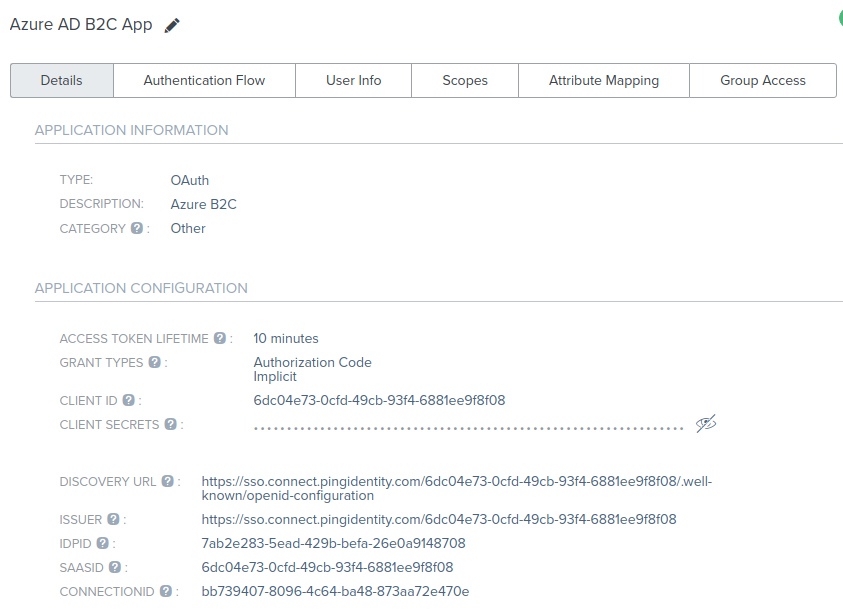 Azure AD B2C App
Details
Authentication Flow
User Info
Scopes
Attribute Mapping
Group Access
APPLICATION INFORMATION
TYPE: OAuth
DESCRIPTION: Azure B2C
CATEGORY ? : Other
APPLICATION CONFIGURATION
ACCESS TOKEN LIFETIME ? : 10 minutes
GRANT TYPES ? : Authorization Code
Implicit
CLIENT ID ? : 6dc04e73-0cfd-49cb-93f4-6881ee9f8f08
CLIENT SECRETS ? :
DISCOVERY URL ? : https://sso.connect.pingidentity.com/6dc04e73-0cfd-49cb-93f4-6881ee9f8f08/.well-
known/openid-configuration
ISSUER ? : https://sso.connect.pingidentity.com/6dc04e73-0cfd-49cb-93f4-6881ee9f8f08
IDPID ? : 7ab2e283-5ead-429b-befa-26e0a9148708
SAASID ? : 6dc04e73-0cfd-49cb-93f4-6881ee9f8f08
CONNECTIONID ? : bb739407-8096-4c64-ba48-873aa72e470e